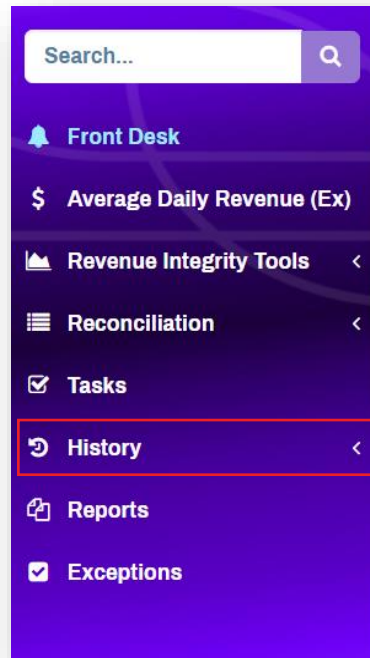 Search...
Front Desk
Average Daily Revenue (Ex)
Revenue Integrity Tools
Reconciliation
Tasks
History
Reports
Exceptions